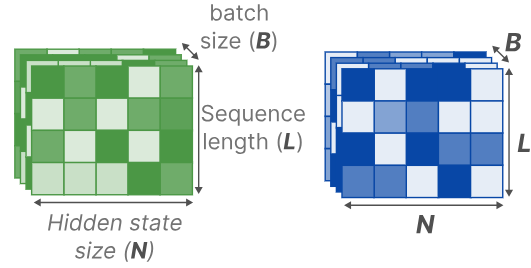 batch
size (B)
Sequence
length (L)
Hidden state
size (N)
B
L
N